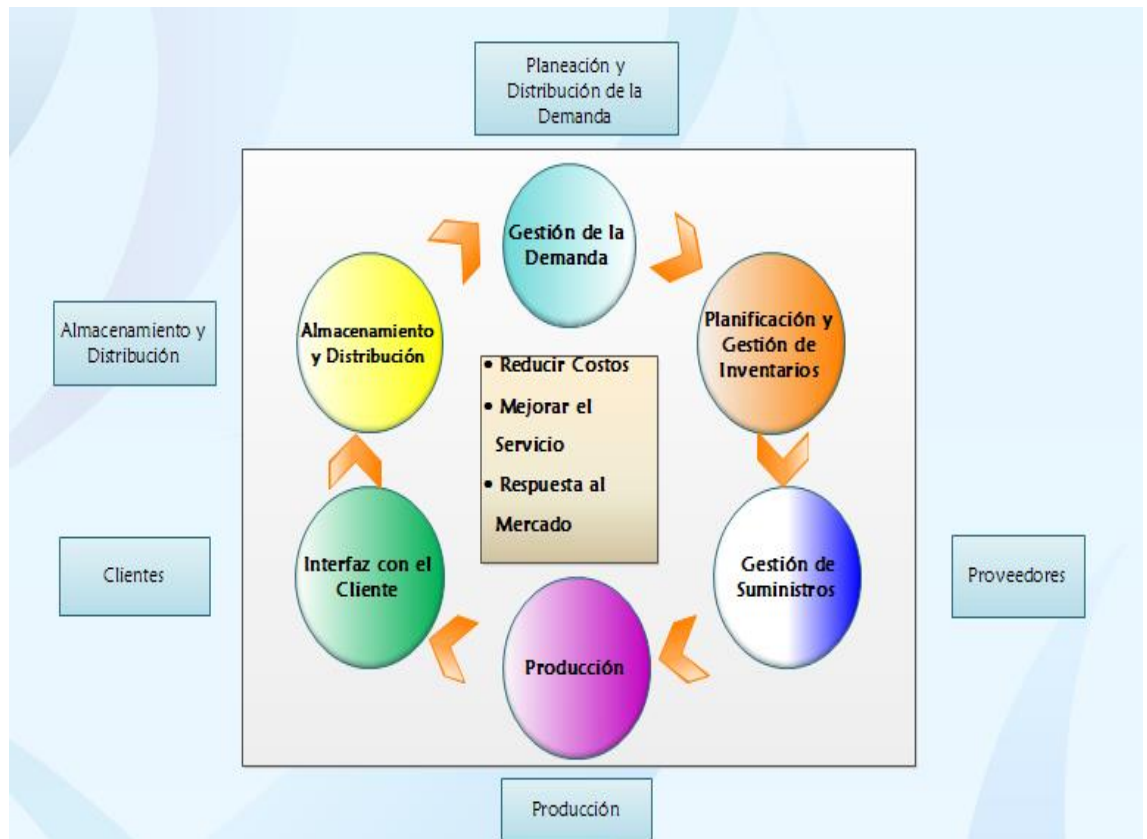 Planeación y
Distribución de la
Demanda
Gestión de la
Demanda
Almacenamiento
y Distribución
Planificación y
Gestión de
Inventarios
Almacenamiento y
Distribución
• Reducir Costos
• Mejorar el
Servicio
• Respuesta al
Mercado
Clientes
Interfaz con el
Cliente
Gestión de
Suministros
Proveedores
Producción
Producción